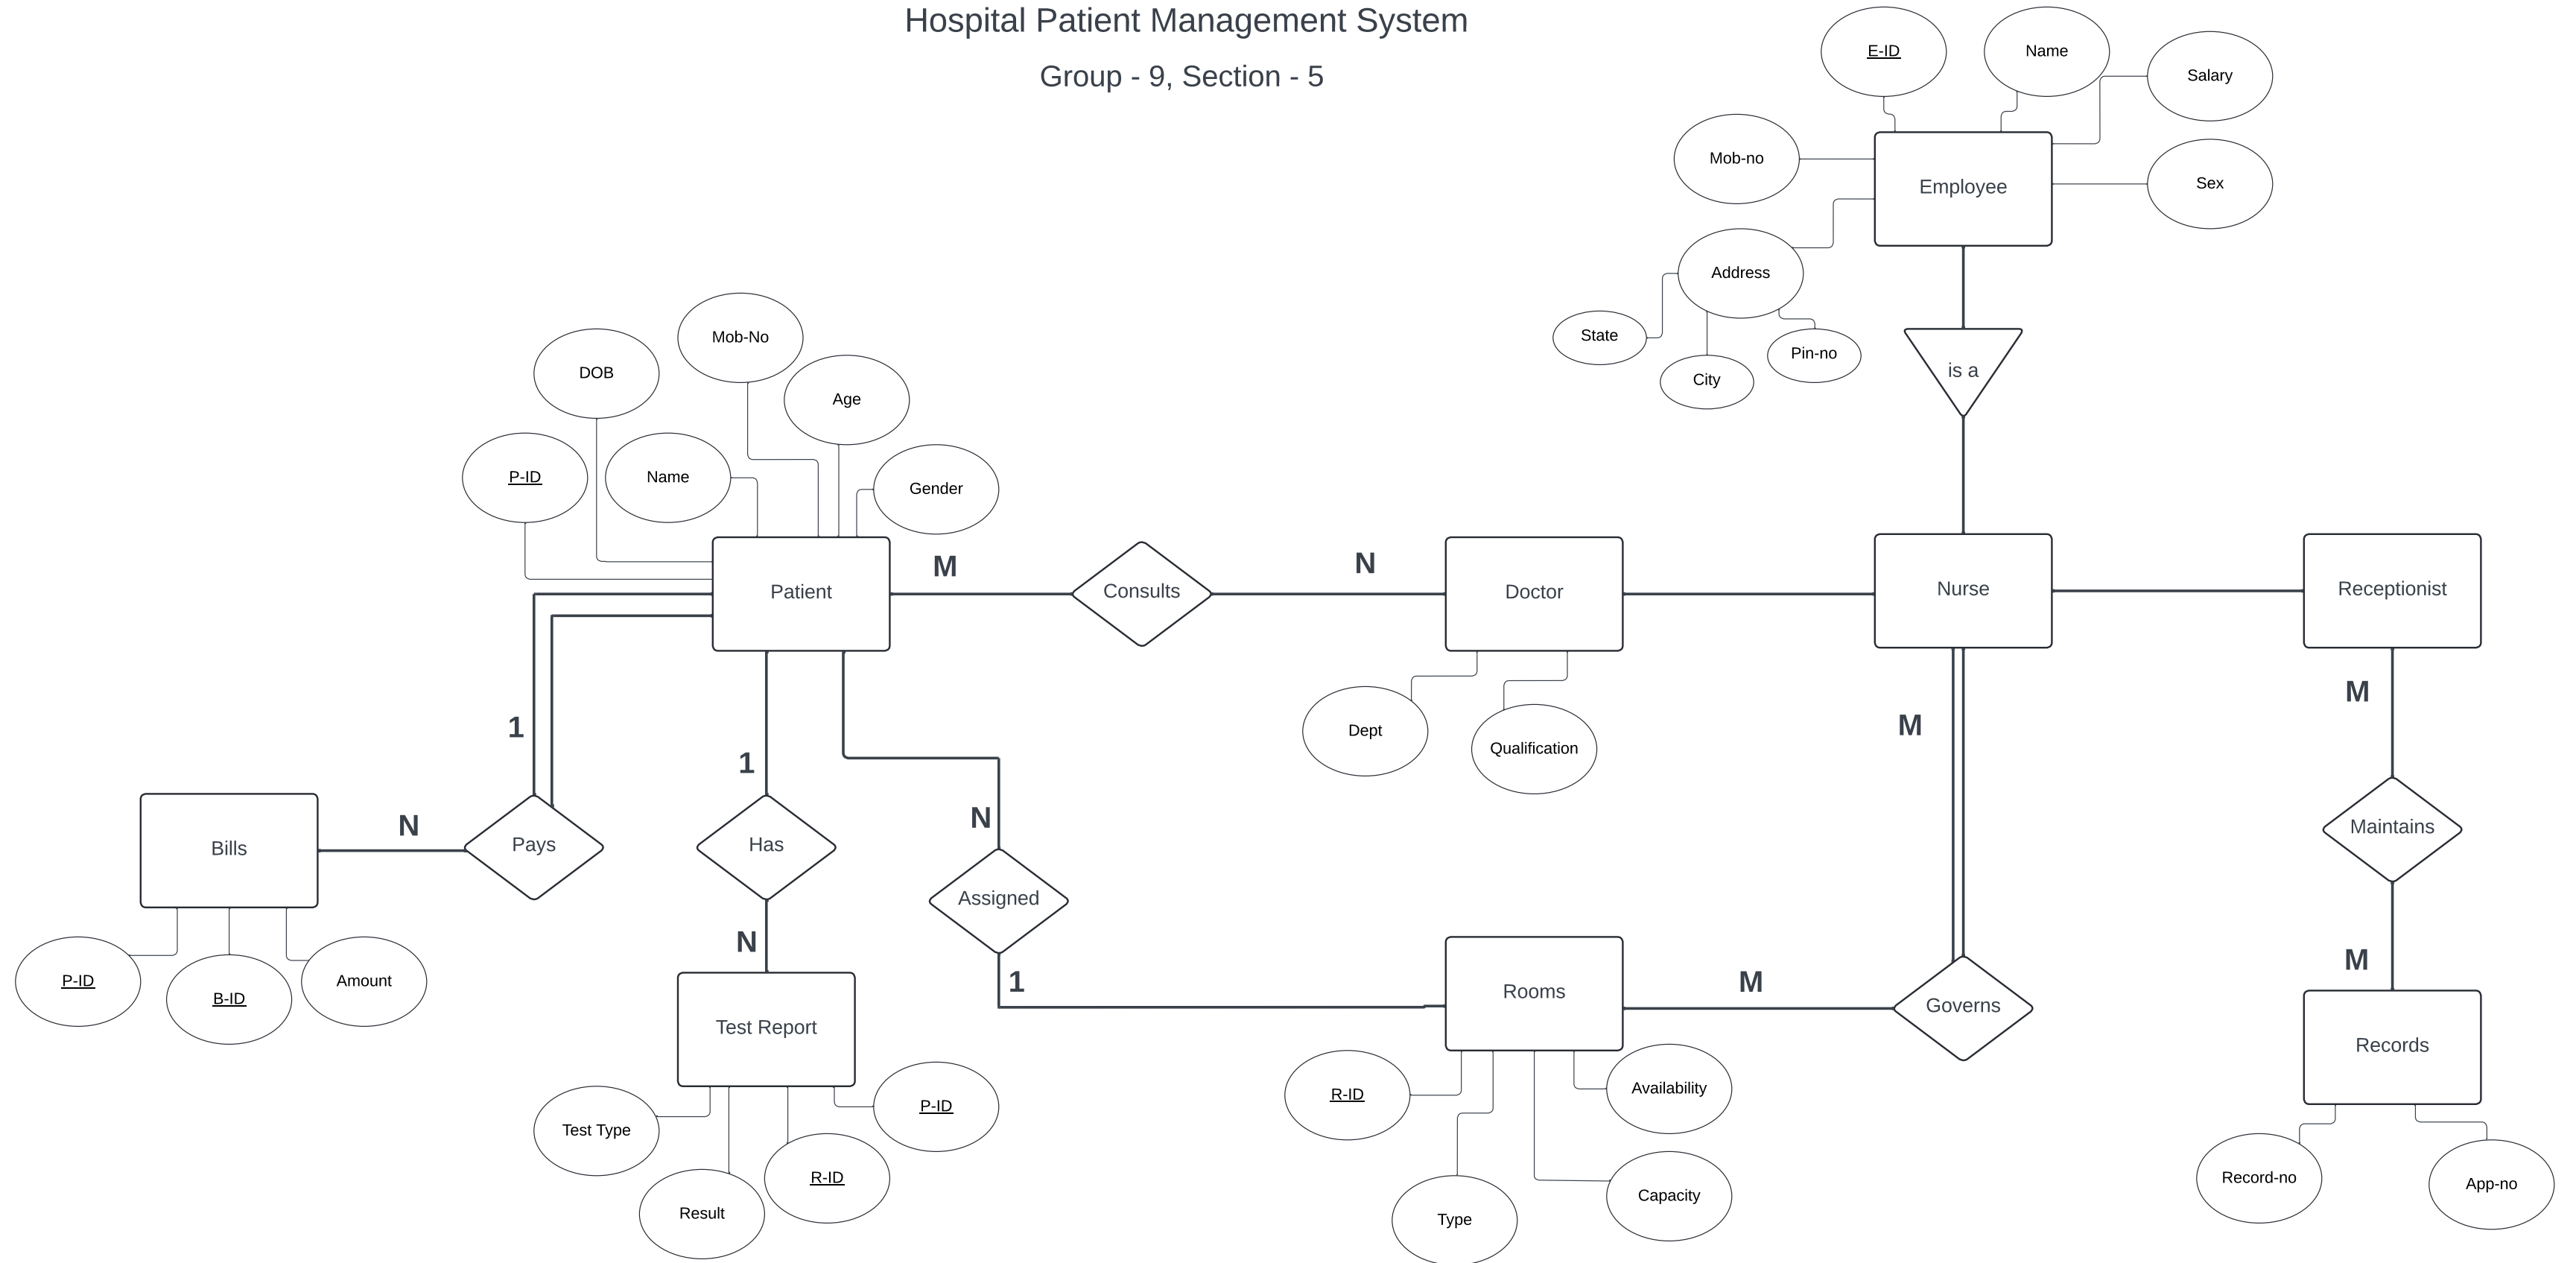 Hospital Patient Management System
Group - 9, Section - 5
E-ID
Name
Salary
Mob-no
Employee
Sex
Address
State
City
Pin-no
is a
Mob-No
DOB
Age
P-ID
Name
Gender
Patient
M
Consults
N
Doctor
Nurse
Receptionist
Dept
Qualification
1
1
N
M
M
Bills
N
Pays
Has
Assigned
Maintains
P-ID
B-ID
Amount
N
1
Test Report
Rooms
M
Governs
M
Records
Test Type
Result
R-ID
P-ID
R-ID
Type
Availability
Capacity
Record-no
App-no